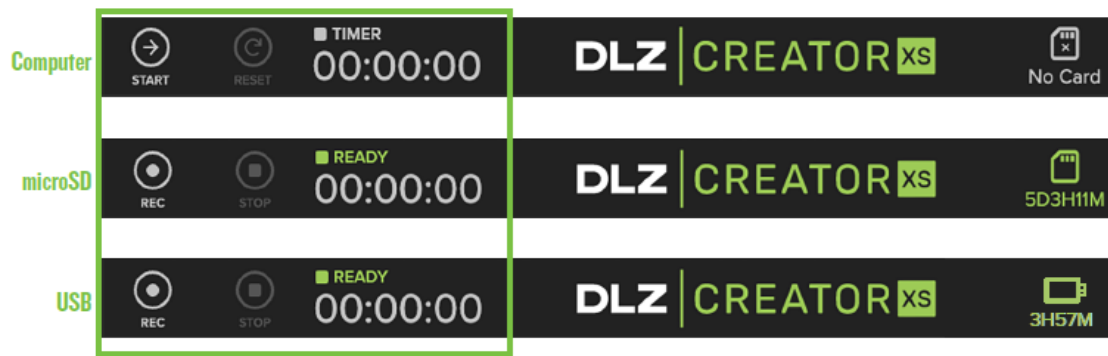 Computer
START
RESET
TIMER
00:00:00
DLZ CREATOR XS
No Card
microSD
REC
STOP
READY
00:00:00
DLZ CREATOR XS
5D3H11M
USB
REC
STOP
READY
00:00:00
DLZ CREATOR XS
3H57M